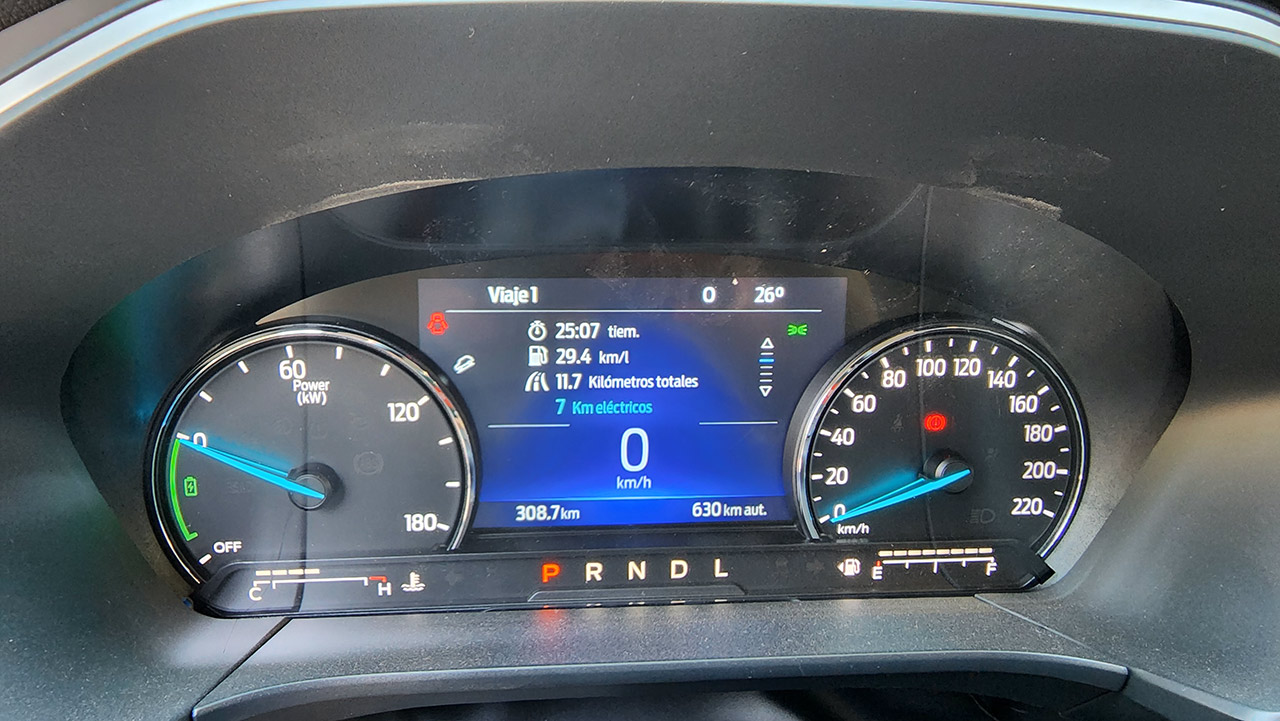 Viaje 1 0 26º
25:07 tiem.
29.4 km/l
11.7 Kilómetros totales
7 Km eléctricos
0
km/h
308.7 km 630 km aut.
0 60 120 180
Power
(kW)
OFF
0 20 40 60 80 100 120 140 160 180 200 220
km/h
C H
P R N D L
E F